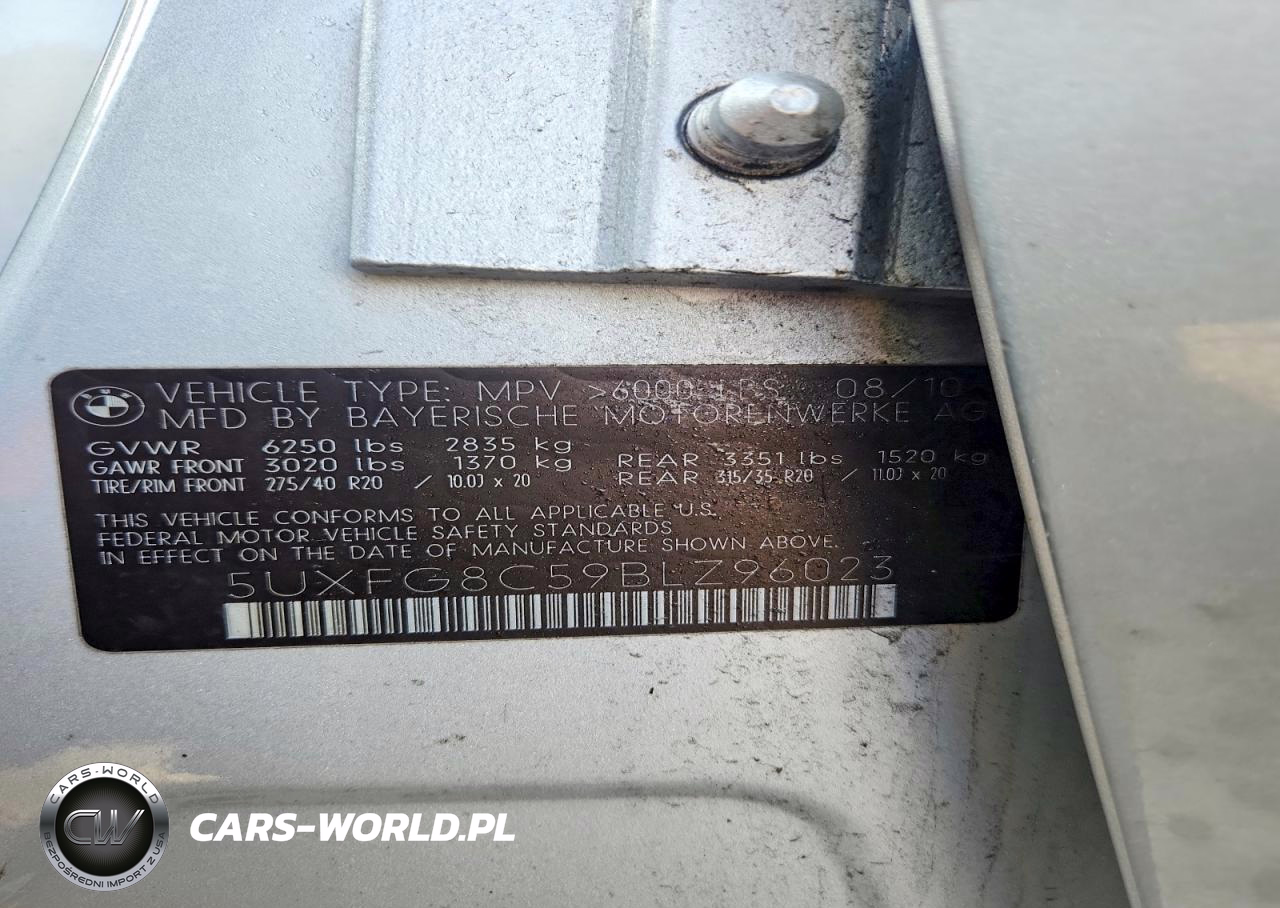 VEHICLE TYPE: MPV >6000 LBS 08/10
MFD BY BAYERISCHE MOTORENWERKE AG
GVWR 6250 lbs 2835 kg
GAWR FRONT 3020 lbs 1370 kg REAR 3351 lbs 1520 kg
TIRE/RIM FRONT 275/40 R20 / 10.0J x 20 REAR 315/35 R20 / 11.0J x 20
THIS VEHICLE CONFORMS TO ALL APPLICABLE U.S.
FEDERAL MOTOR VEHICLE SAFETY STANDARDS
IN EFFECT ON THE DATE OF MANUFACTURE SHOWN ABOVE.
5UXFG8C59BLZ96023
CARS-WORLD
CW
BEZPOŚREDNI IMPORT Z USA
CARS-WORLD.PL